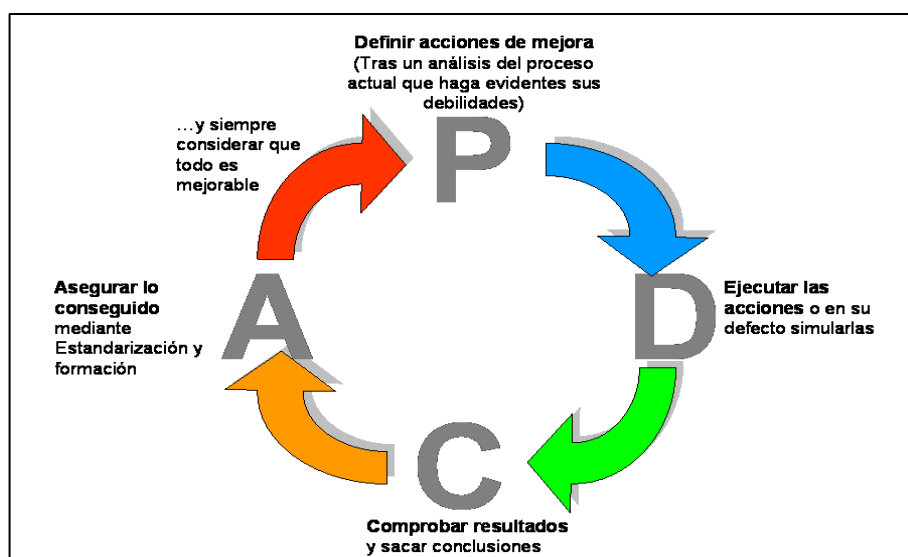 Definir acciones de mejora
(Tras un análisis del proceso
actual que haga evidentes sus
debilidades)
…y siempre
considerar que
todo es
mejorable
P
Asegurar lo
conseguido
mediante
Estandarización y
formación
A
D
Ejecutar las
acciones o en su
defecto simularlas
C
Comprobar resultados
y sacar conclusiones